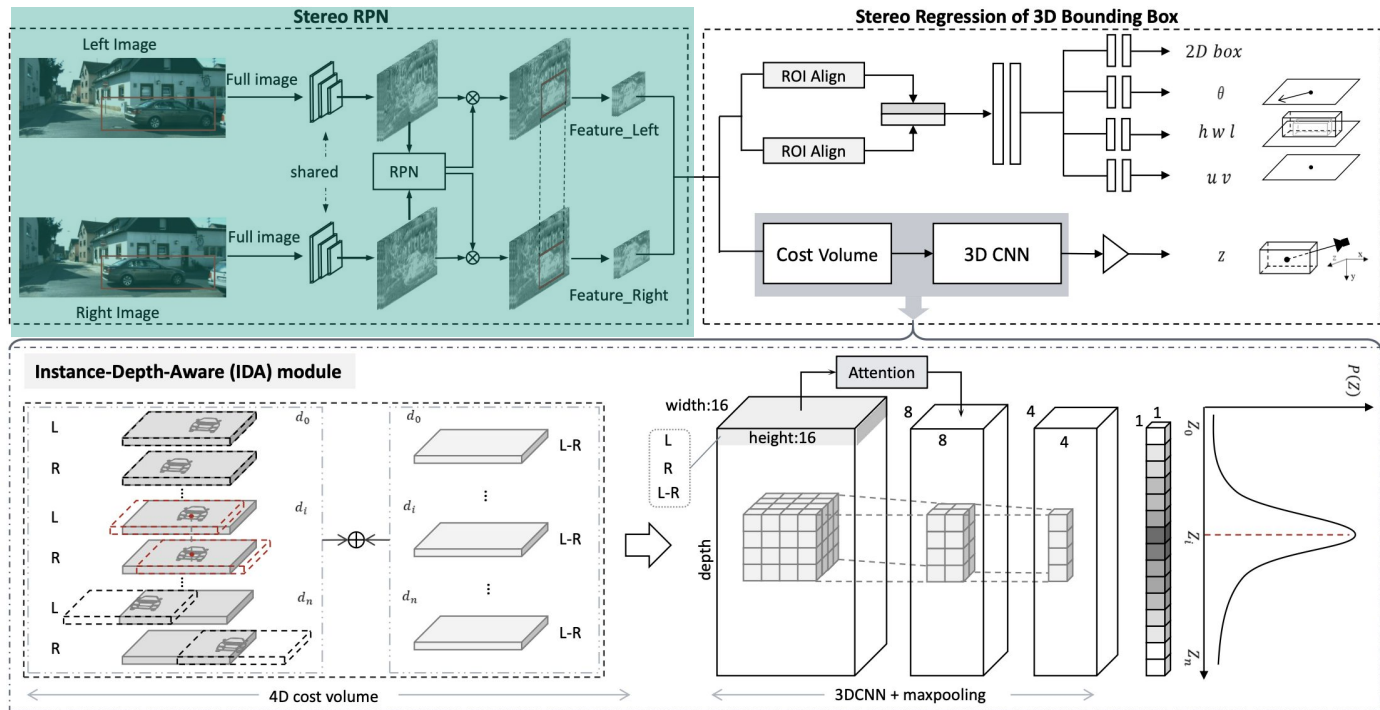 Stereo RPN
Left Image
Full image
shared
RPN
Feature_Left
Full image
Feature_Right
Right Image
Stereo Regression of 3D Bounding Box
ROI Align
ROI Align
2D box
θ
h w l
u v
Cost Volume
3D CNN
z
z
x
y
Instance-Depth-Aware (IDA) module
L
d₀
R
L
dᵢ
R
L
dₙ
R
d₀
L-R
dᵢ
L-R
dₙ
L-R
4D cost volume
Attention
width:16
height:16
L
R
L-R
depth
8
8
4
4
3DCNN + maxpooling
1
1
P(Z)
Z₀
Zᵢ
Zₙ